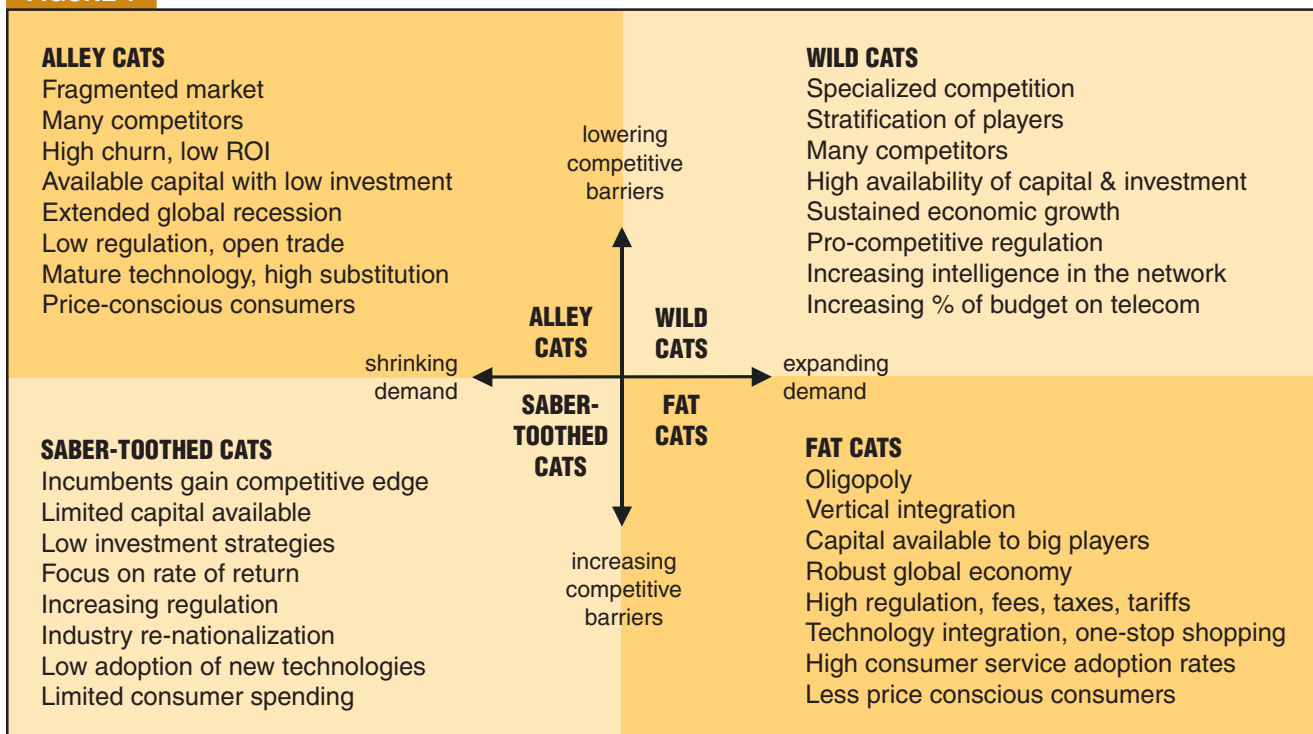 ALLEY CATS
Fragmented market
Many competitors
High churn, low ROI
Available capital with low investment
Extended global recession
Low regulation, open trade
Mature technology, high substitution
Price-conscious consumers
WILD CATS
Specialized competition
Stratification of players
Many competitors
High availability of capital & investment
Sustained economic growth
Pro-competitive regulation
Increasing intelligence in the network
Increasing % of budget on telecom
lowering
competitive
barriers
ALLEY
CATS
WILD
CATS
shrinking
demand
expanding
demand
SABER-
TOOTHED
CATS
FAT
CATS
increasing
competitive
barriers
SABER-TOOTHED CATS
Incumbents gain competitive edge
Limited capital available
Low investment strategies
Focus on rate of return
Increasing regulation
Industry re-nationalization
Low adoption of new technologies
Limited consumer spending
FAT CATS
Oligopoly
Vertical integration
Capital available to big players
Robust global economy
High regulation, fees, taxes, tariffs
Technology integration, one-stop shopping
High consumer service adoption rates
Less price conscious consumers